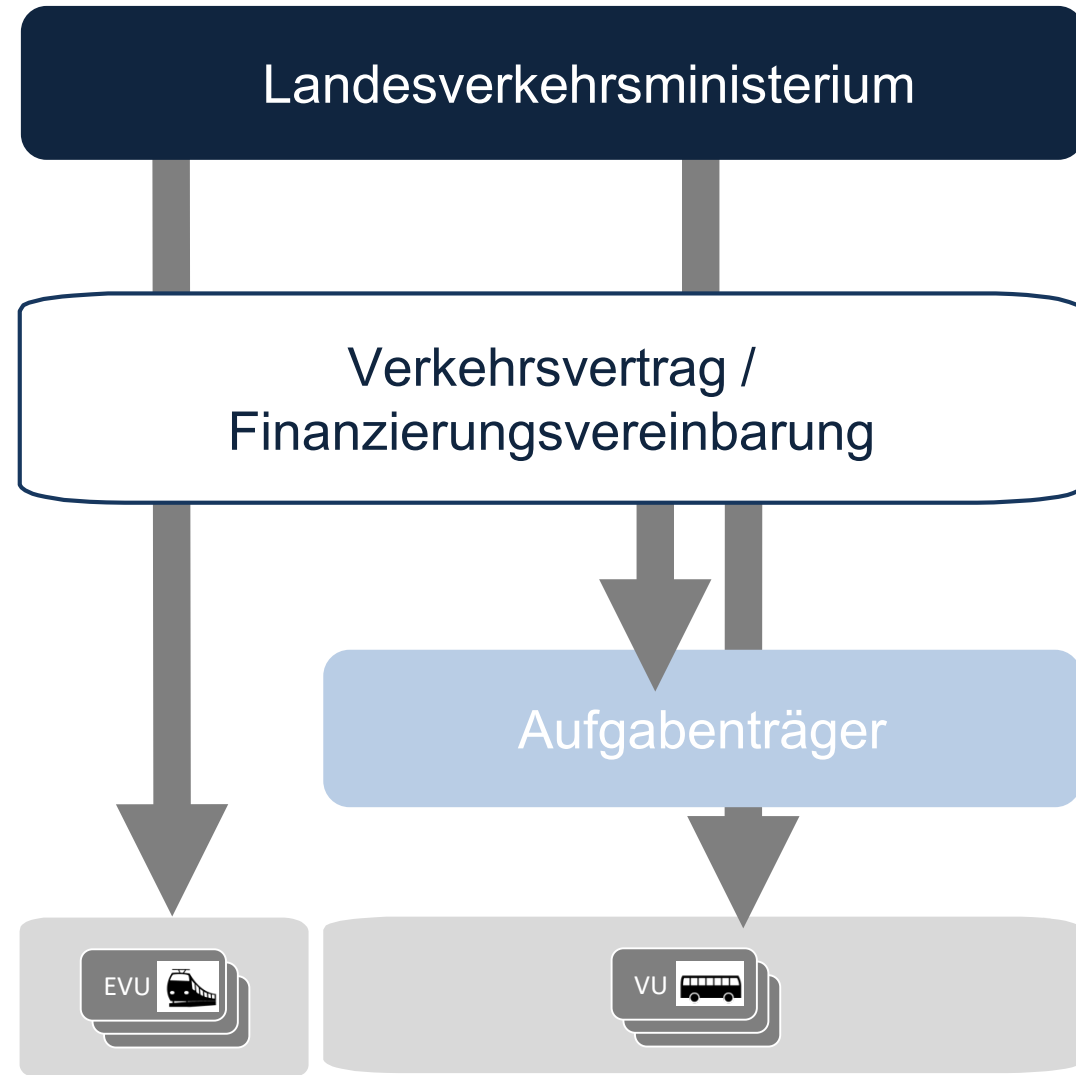 Landesverkehrsministerium
Verkehrsvertrag /
Finanzierungsvereinbarung
Aufgabenträger
EVU
VU